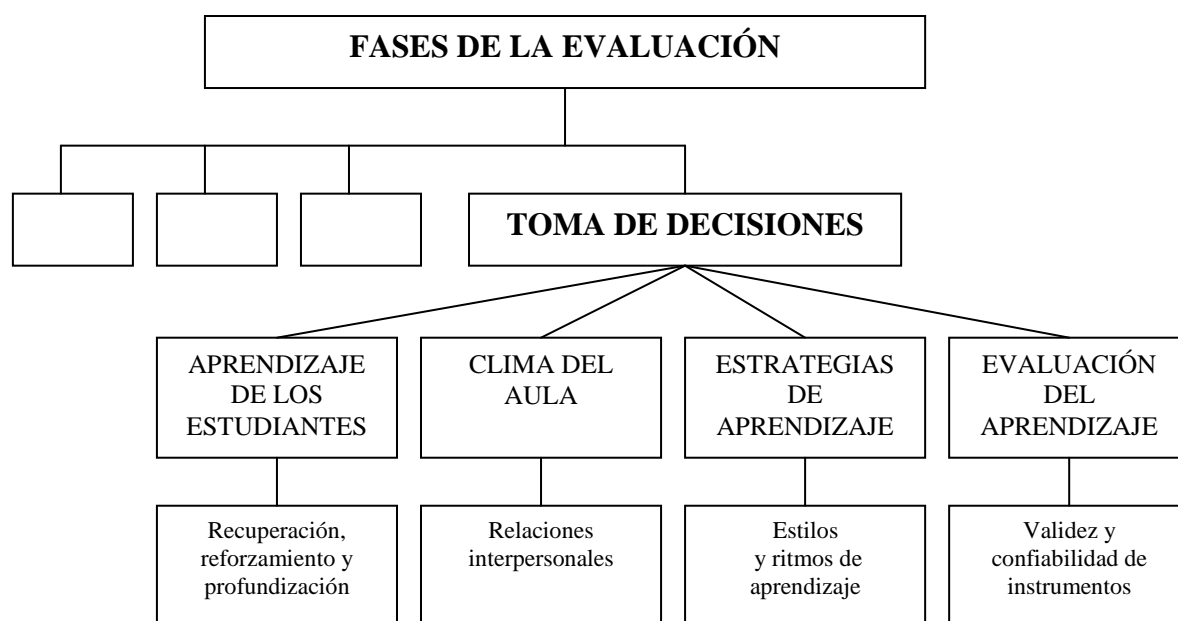 FASES DE LA EVALUACIÓN
TOMA DE DECISIONES
APRENDIZAJE
DE LOS
ESTUDIANTES
CLIMA DEL
AULA
ESTRATEGIAS
DE
APRENDIZAJE
EVALUACIÓN
DEL
APRENDIZAJE
Recuperación,
reforzamiento y
profundización
Relaciones
interpersonales
Estilos
y ritmos de
aprendizaje
Validez y
confiabilidad de
instrumentos